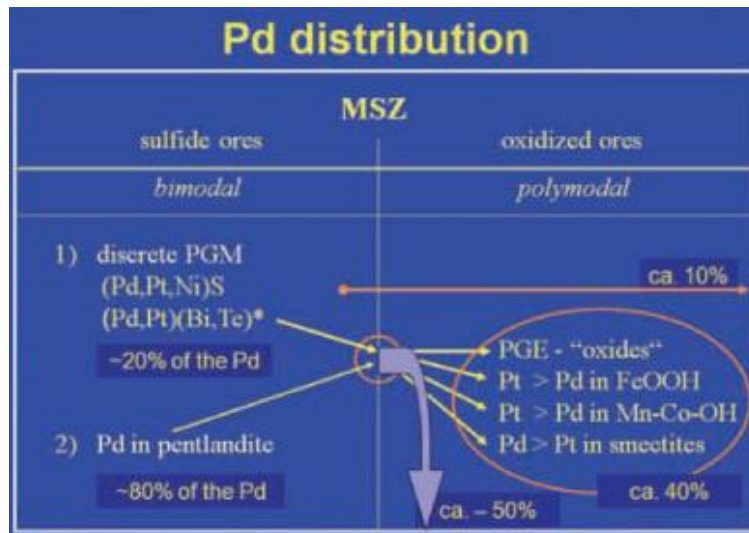 Pd distribution
MSZ
sulfide ores
oxidized ores
bimodal
polymodal
1) discrete PGM
(Pd,Pt,Ni)S
(Pd,Pt)(Bi,Te)*
~20% of the Pd
2) Pd in pentlandite
~80% of the Pd
ca. 10%
PGE - “oxides“
Pt > Pd in FeOOH
Pt > Pd in Mn-Co-OH
Pd > Pt in smectites
ca. 40%
ca. – 50%